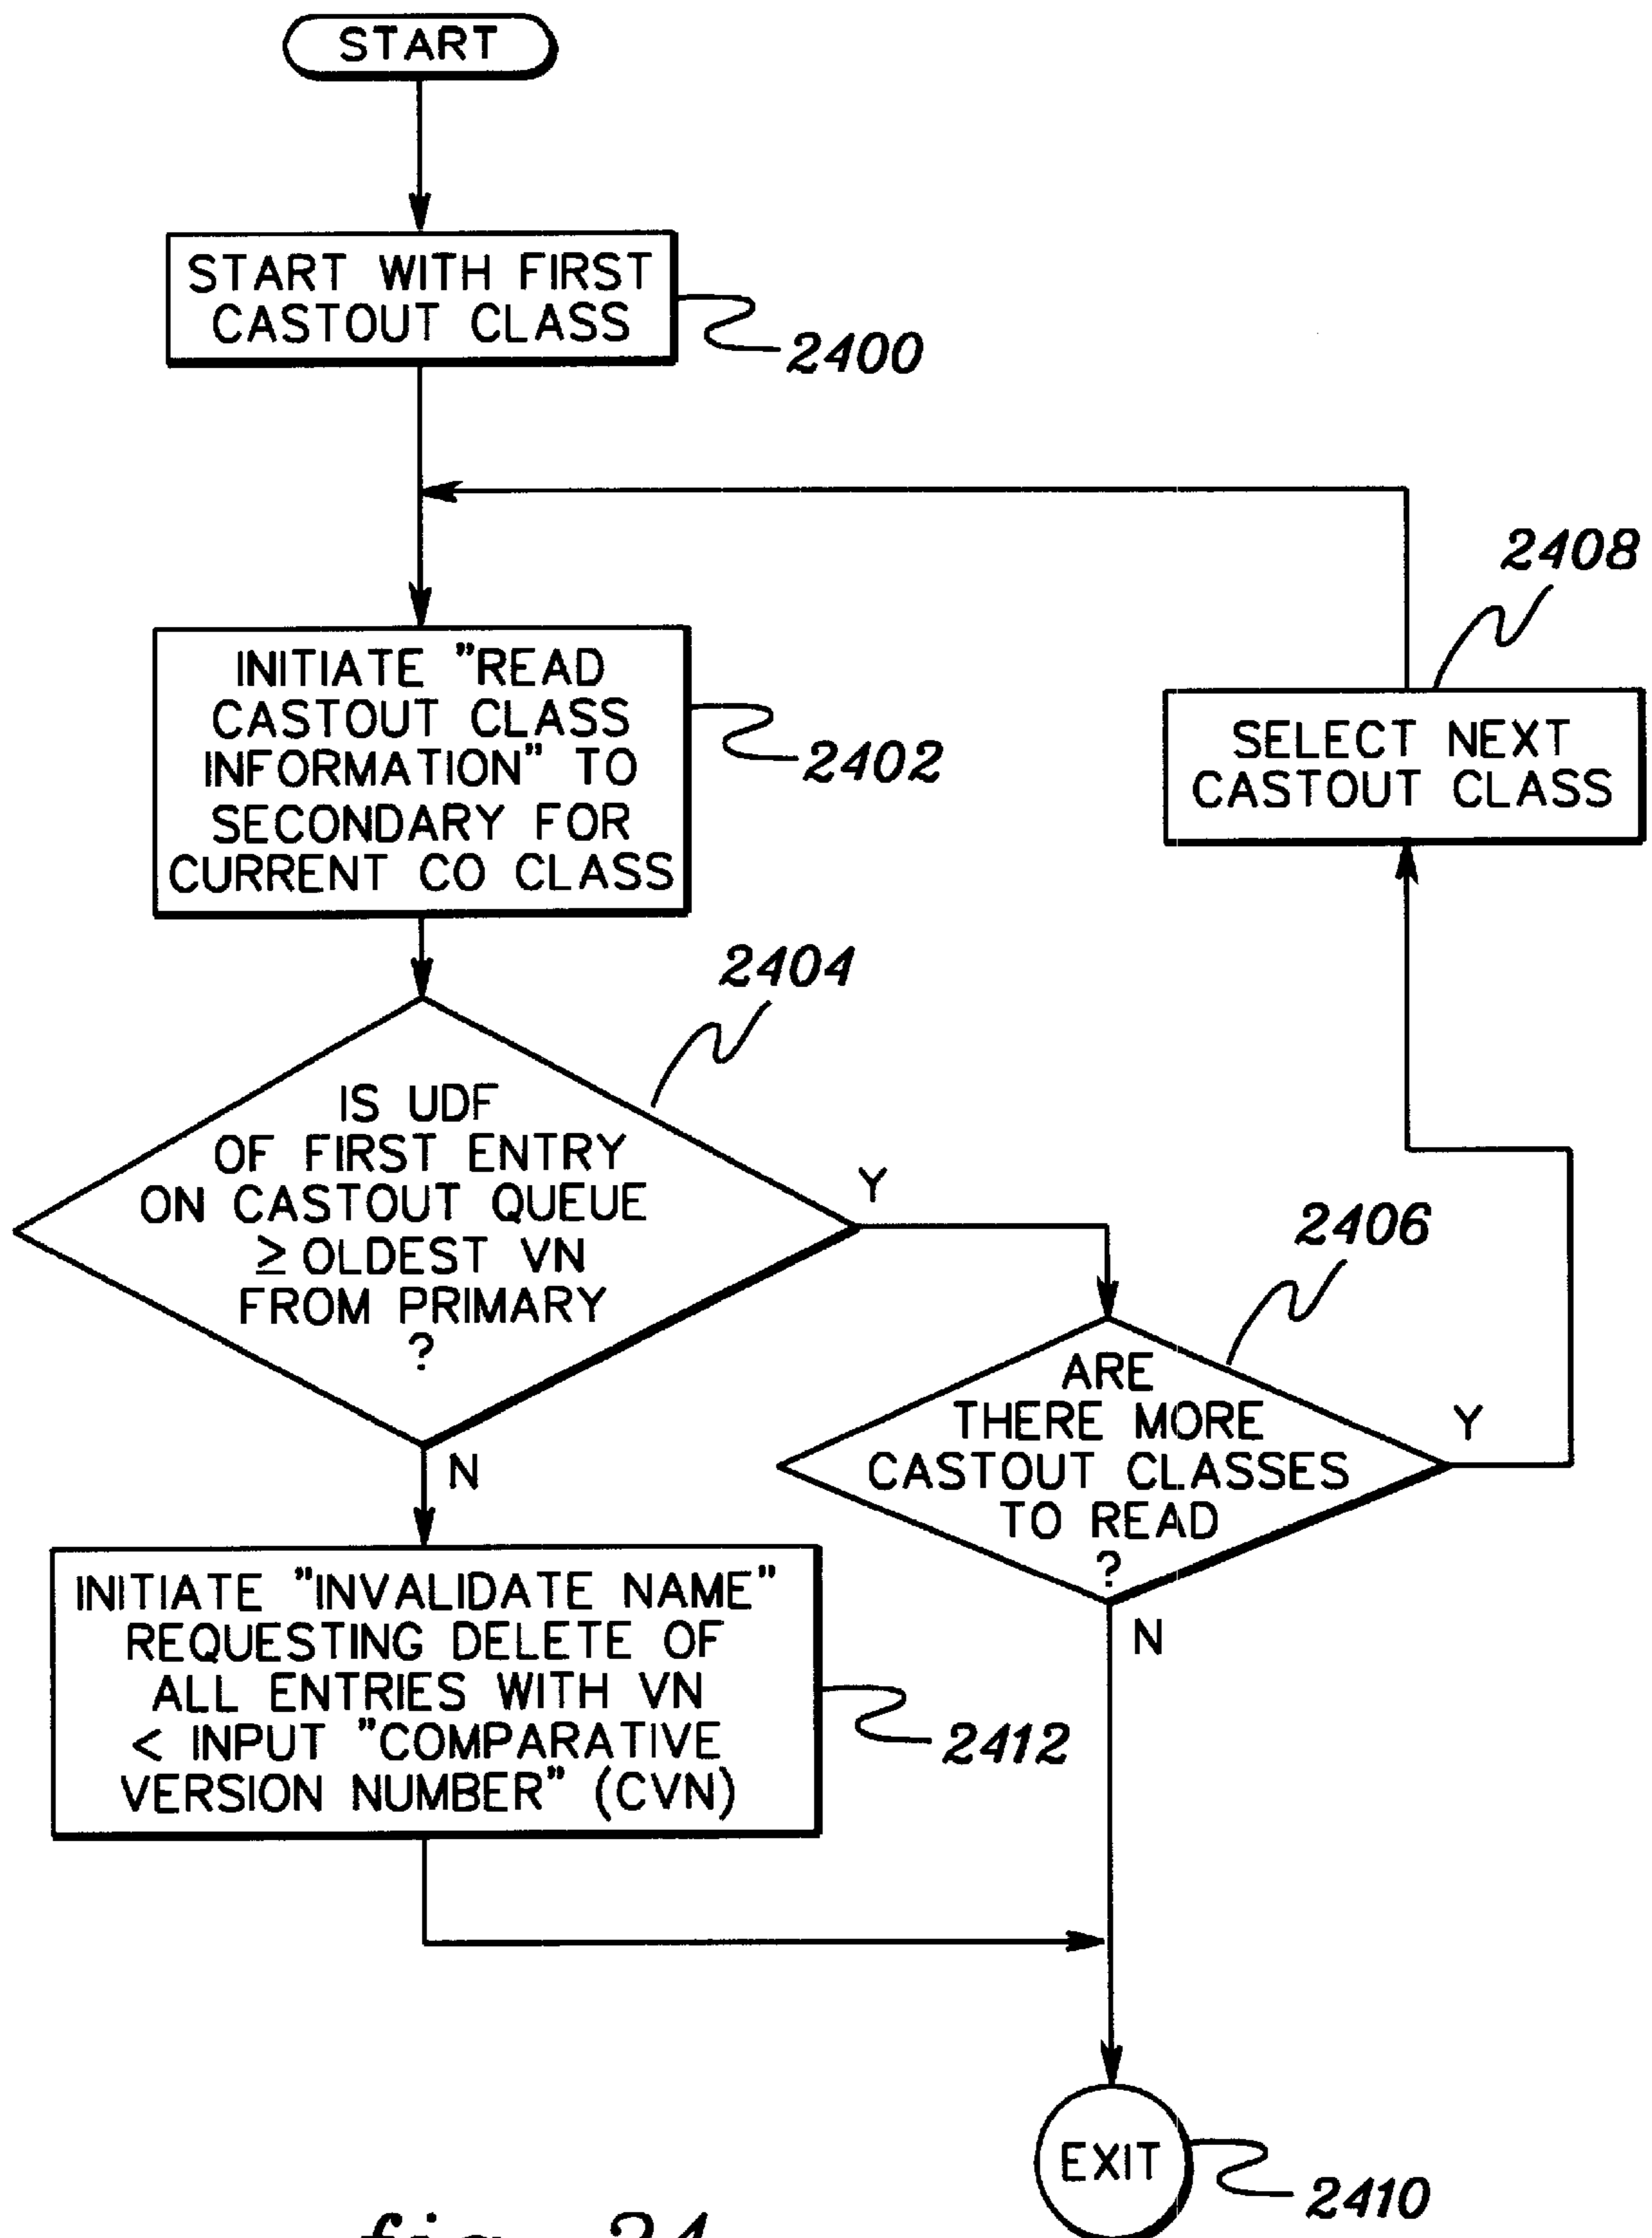 START
START WITH FIRST
CASTOUT CLASS
2400
2408
INITIATE "READ
CASTOUT CLASS
INFORMATION" TO
SECONDARY FOR
CURRENT CO CLASS
2402
SELECT NEXT
CASTOUT CLASS
2404
IS UDF
OF FIRST ENTRY
ON CASTOUT QUEUE
≥ OLDEST VN
FROM PRIMARY
?
Y
N
2406
ARE
THERE MORE
CASTOUT CLASSES
TO READ
?
Y
N
INITIATE "INVALIDATE NAME"
REQUESTING DELETE OF
ALL ENTRIES WITH VN
< INPUT "COMPARATIVE
VERSION NUMBER" (CVN)
2412
EXIT
2410
fig. 24